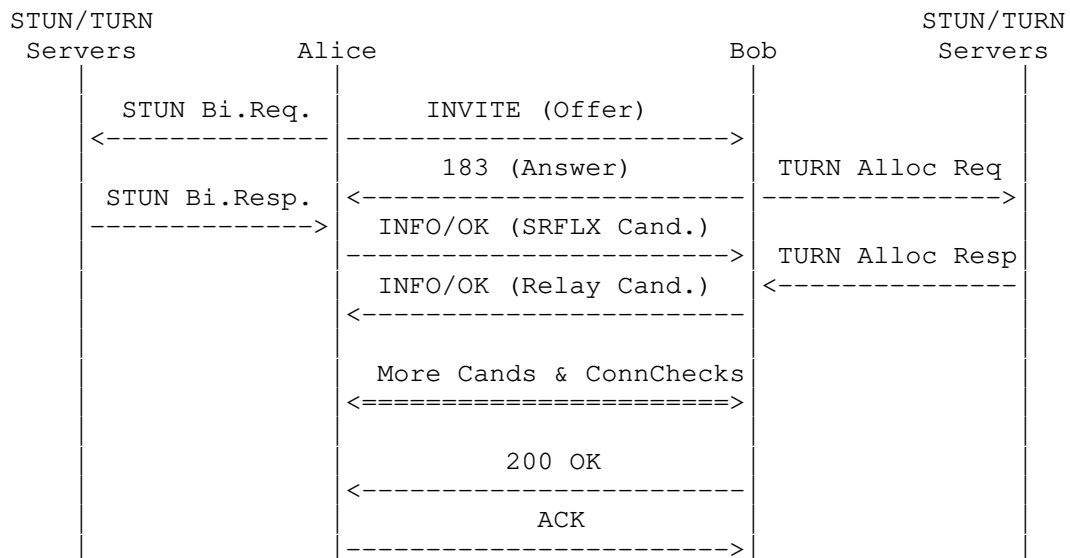 STUN/TURN STUN/TURN
Servers Alice Bob Servers
STUN Bi.Req. INVITE (Offer)
183 (Answer) TURN Alloc Req
STUN Bi.Resp.
INFO/OK (SRFLX Cand.)
TURN Alloc Resp
INFO/OK (Relay Cand.)
More Cands & ConnChecks
200 OK
ACK